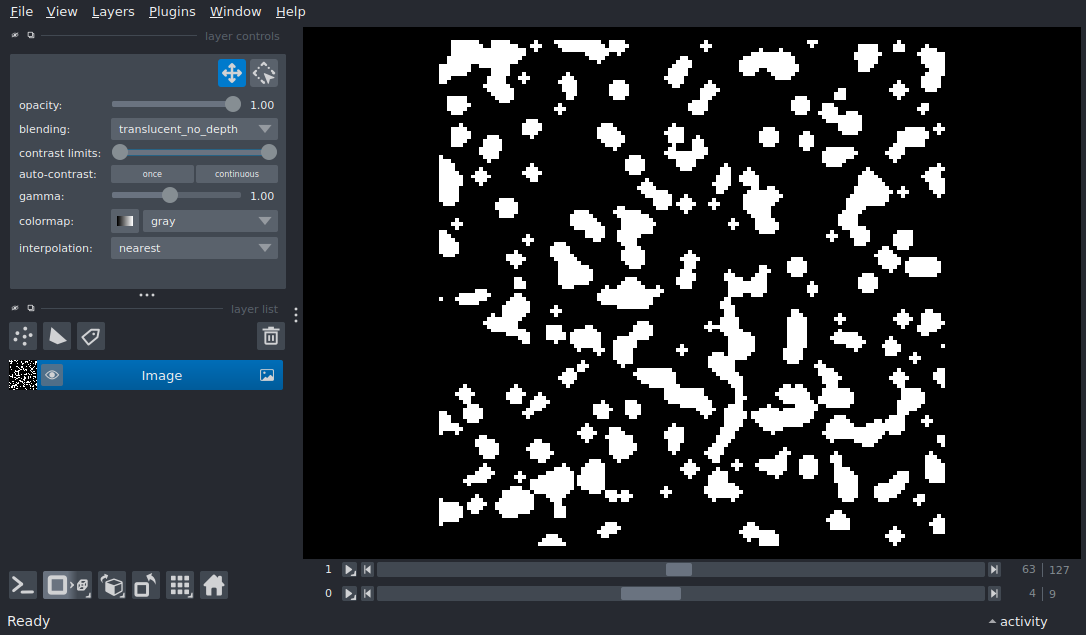 File View Layers Plugins Window Help
layer controls
opacity: 1.00
blending: translucent_no_depth
contrast limits:
auto-contrast: once continuous
gamma: 1.00
colormap: gray
interpolation: nearest
layer list
Image
1 63 127
0 4 9
Ready activity